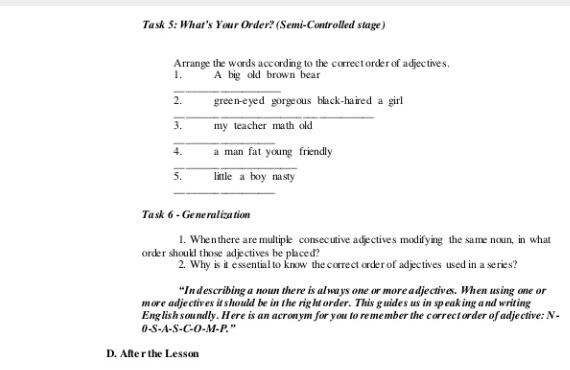 Task 5: What's Your Order? (Semi-Controlled stage)
Arrange the words according to the correct order of adjectives.
1. A big old brown bear
2. green-eyed gorgeous black-haired a girl
3. my teacher math old
4. a man fat young friendly
5. little a boy nasty
Task 6 - Generalization
1. When there are multiple consecutive adjectives modifying the same noun, in what
order should those adjectives be placed?
2. Why is it essential to know the correct order of adjectives used in a series?
"In describing a noun there is always one or more adjectives. When using one or
more adjectives it should be in the right order. This guides us in speaking and writing
English soundly. Here is an acronym for you to remember the correct order of adjective: N-
0-S-A-S-C-O-M-P."
D. After the Lesson